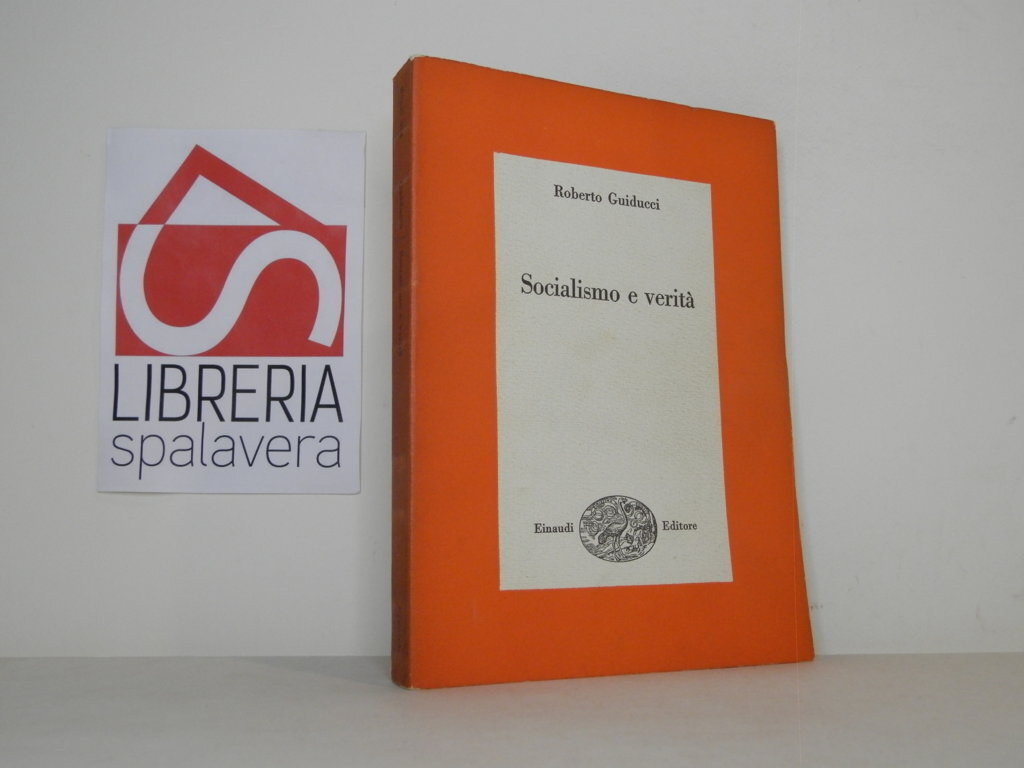 LIBRERIA
spalavera
Roberto Guiducci
Socialismo e verità
Einaudi Editore